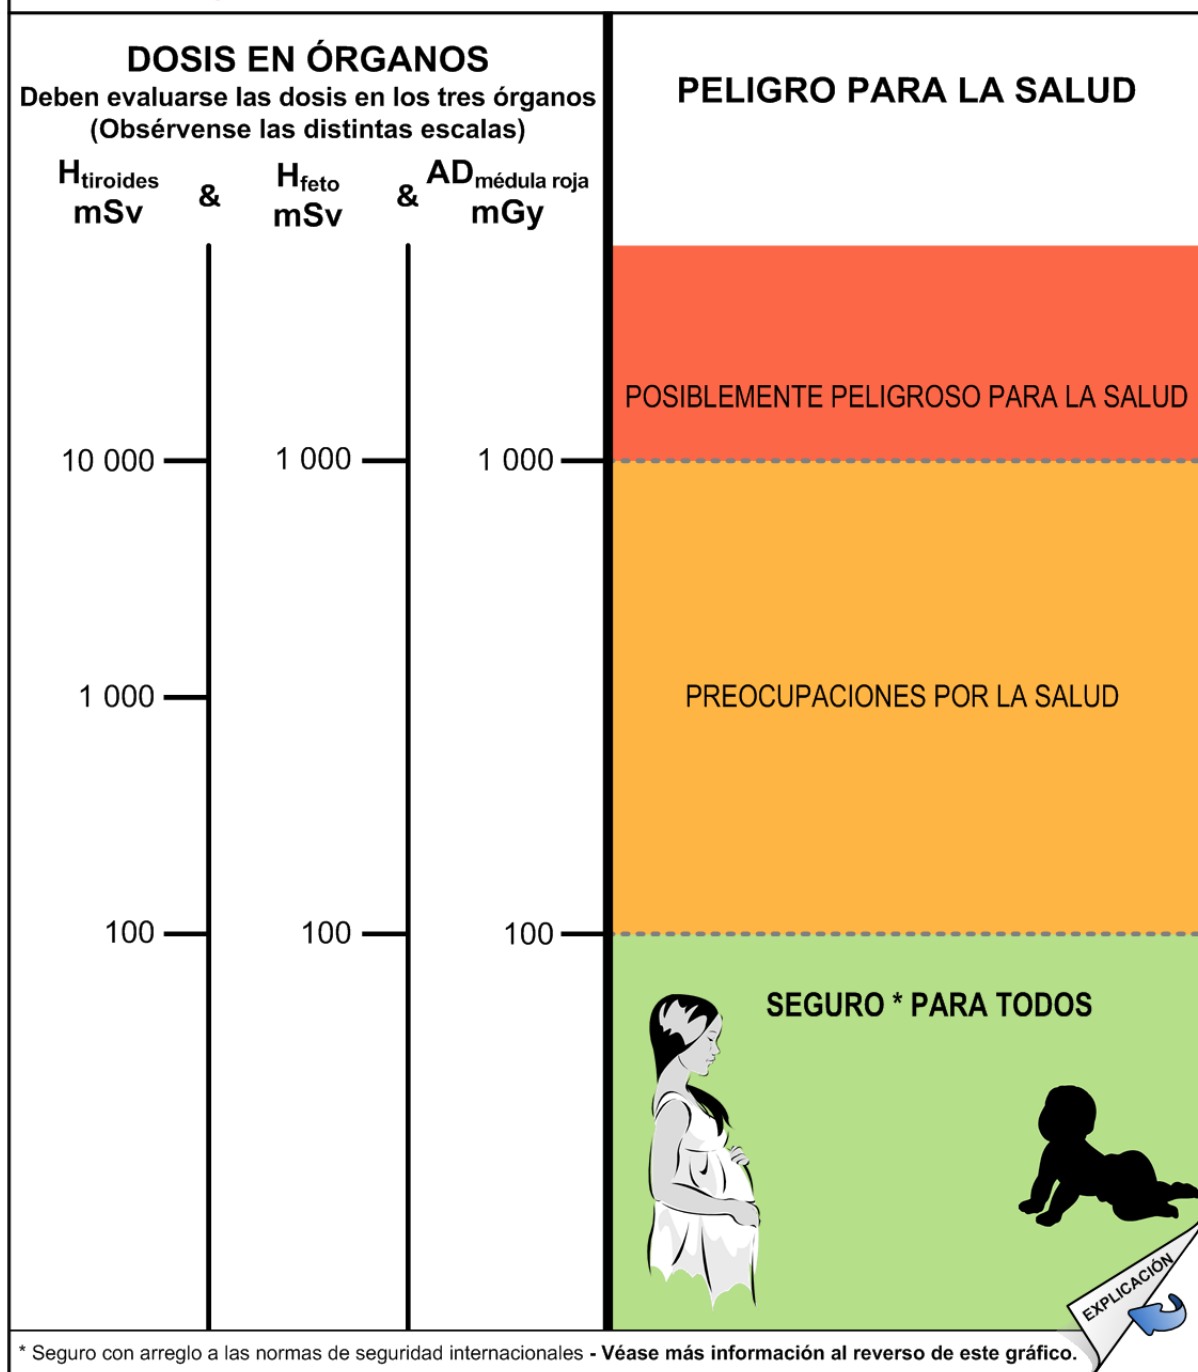 DOSIS EN ÓRGANOS
Deben evaluarse las dosis en los tres órganos
(Obsérvense las distintas escalas)
Htiroides mSv & Hfeto mSv & ADmédula roja mGy
PELIGRO PARA LA SALUD
POSIBLEMENTE PELIGROSO PARA LA SALUD
10 000 1 000 1 000
1 000
PREOCUPACIONES POR LA SALUD
100 100 100
SEGURO * PARA TODOS
EXPLICACIÓN
* Seguro con arreglo a las normas de seguridad internacionales - Véase más información al reverso de este gráfico.